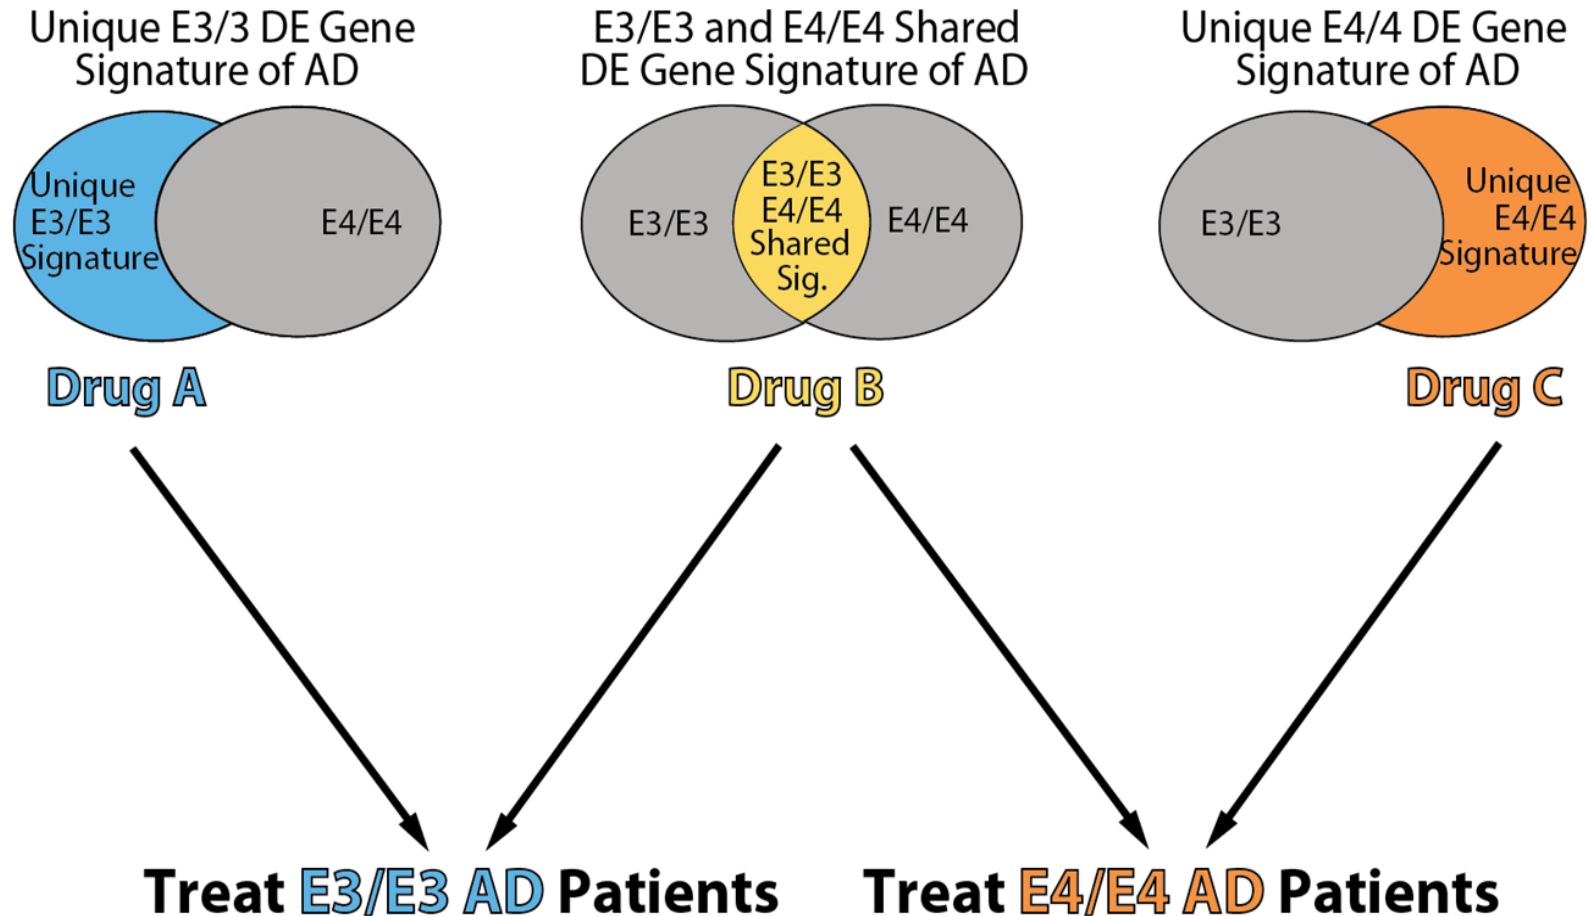 Unique E3/3 DE Gene
Signature of AD
E3/E3 and E4/E4 Shared
DE Gene Signature of AD
Unique E4/4 DE Gene
Signature of AD
Unique
E3/E3
Signature
E4/E4
E3/E3
E3/E3
E4/E4
Shared
Sig.
E4/E4
E3/E3
Unique
E4/E4
Signature
Drug A
Drug B
Drug C
Treat E3/E3 AD Patients
Treat E4/E4 AD Patients